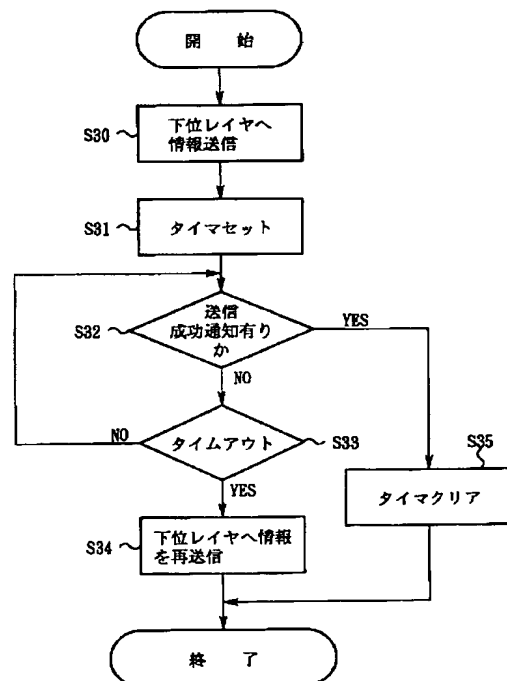 開 始
S30
下位レイヤへ
情報送信
S31
タイマセット
S32
送信
成功通知有りか
YES
NO
S33
タイムアウト
NO
YES
S35
タイマクリア
S34
下位レイヤへ情報
を再送信
終 了